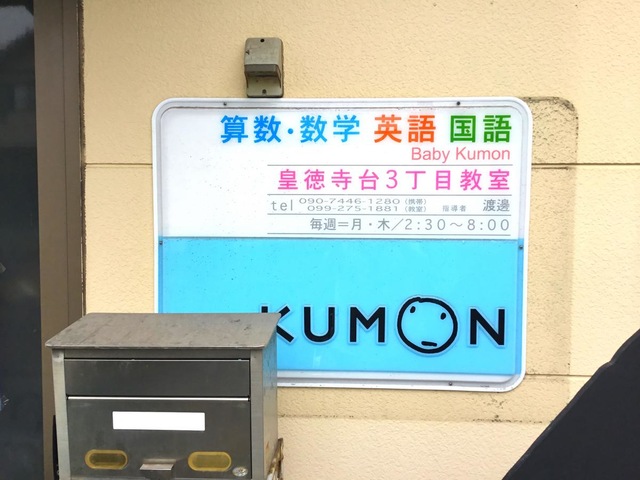 算数・数学 英語 国語
Baby Kumon
皇徳寺台3丁目教室
tel 090-7446-1280(携帯)
099-275-1881(教室) 指導者 渡邊
毎週=月・木/2:30〜8:00
KUMON